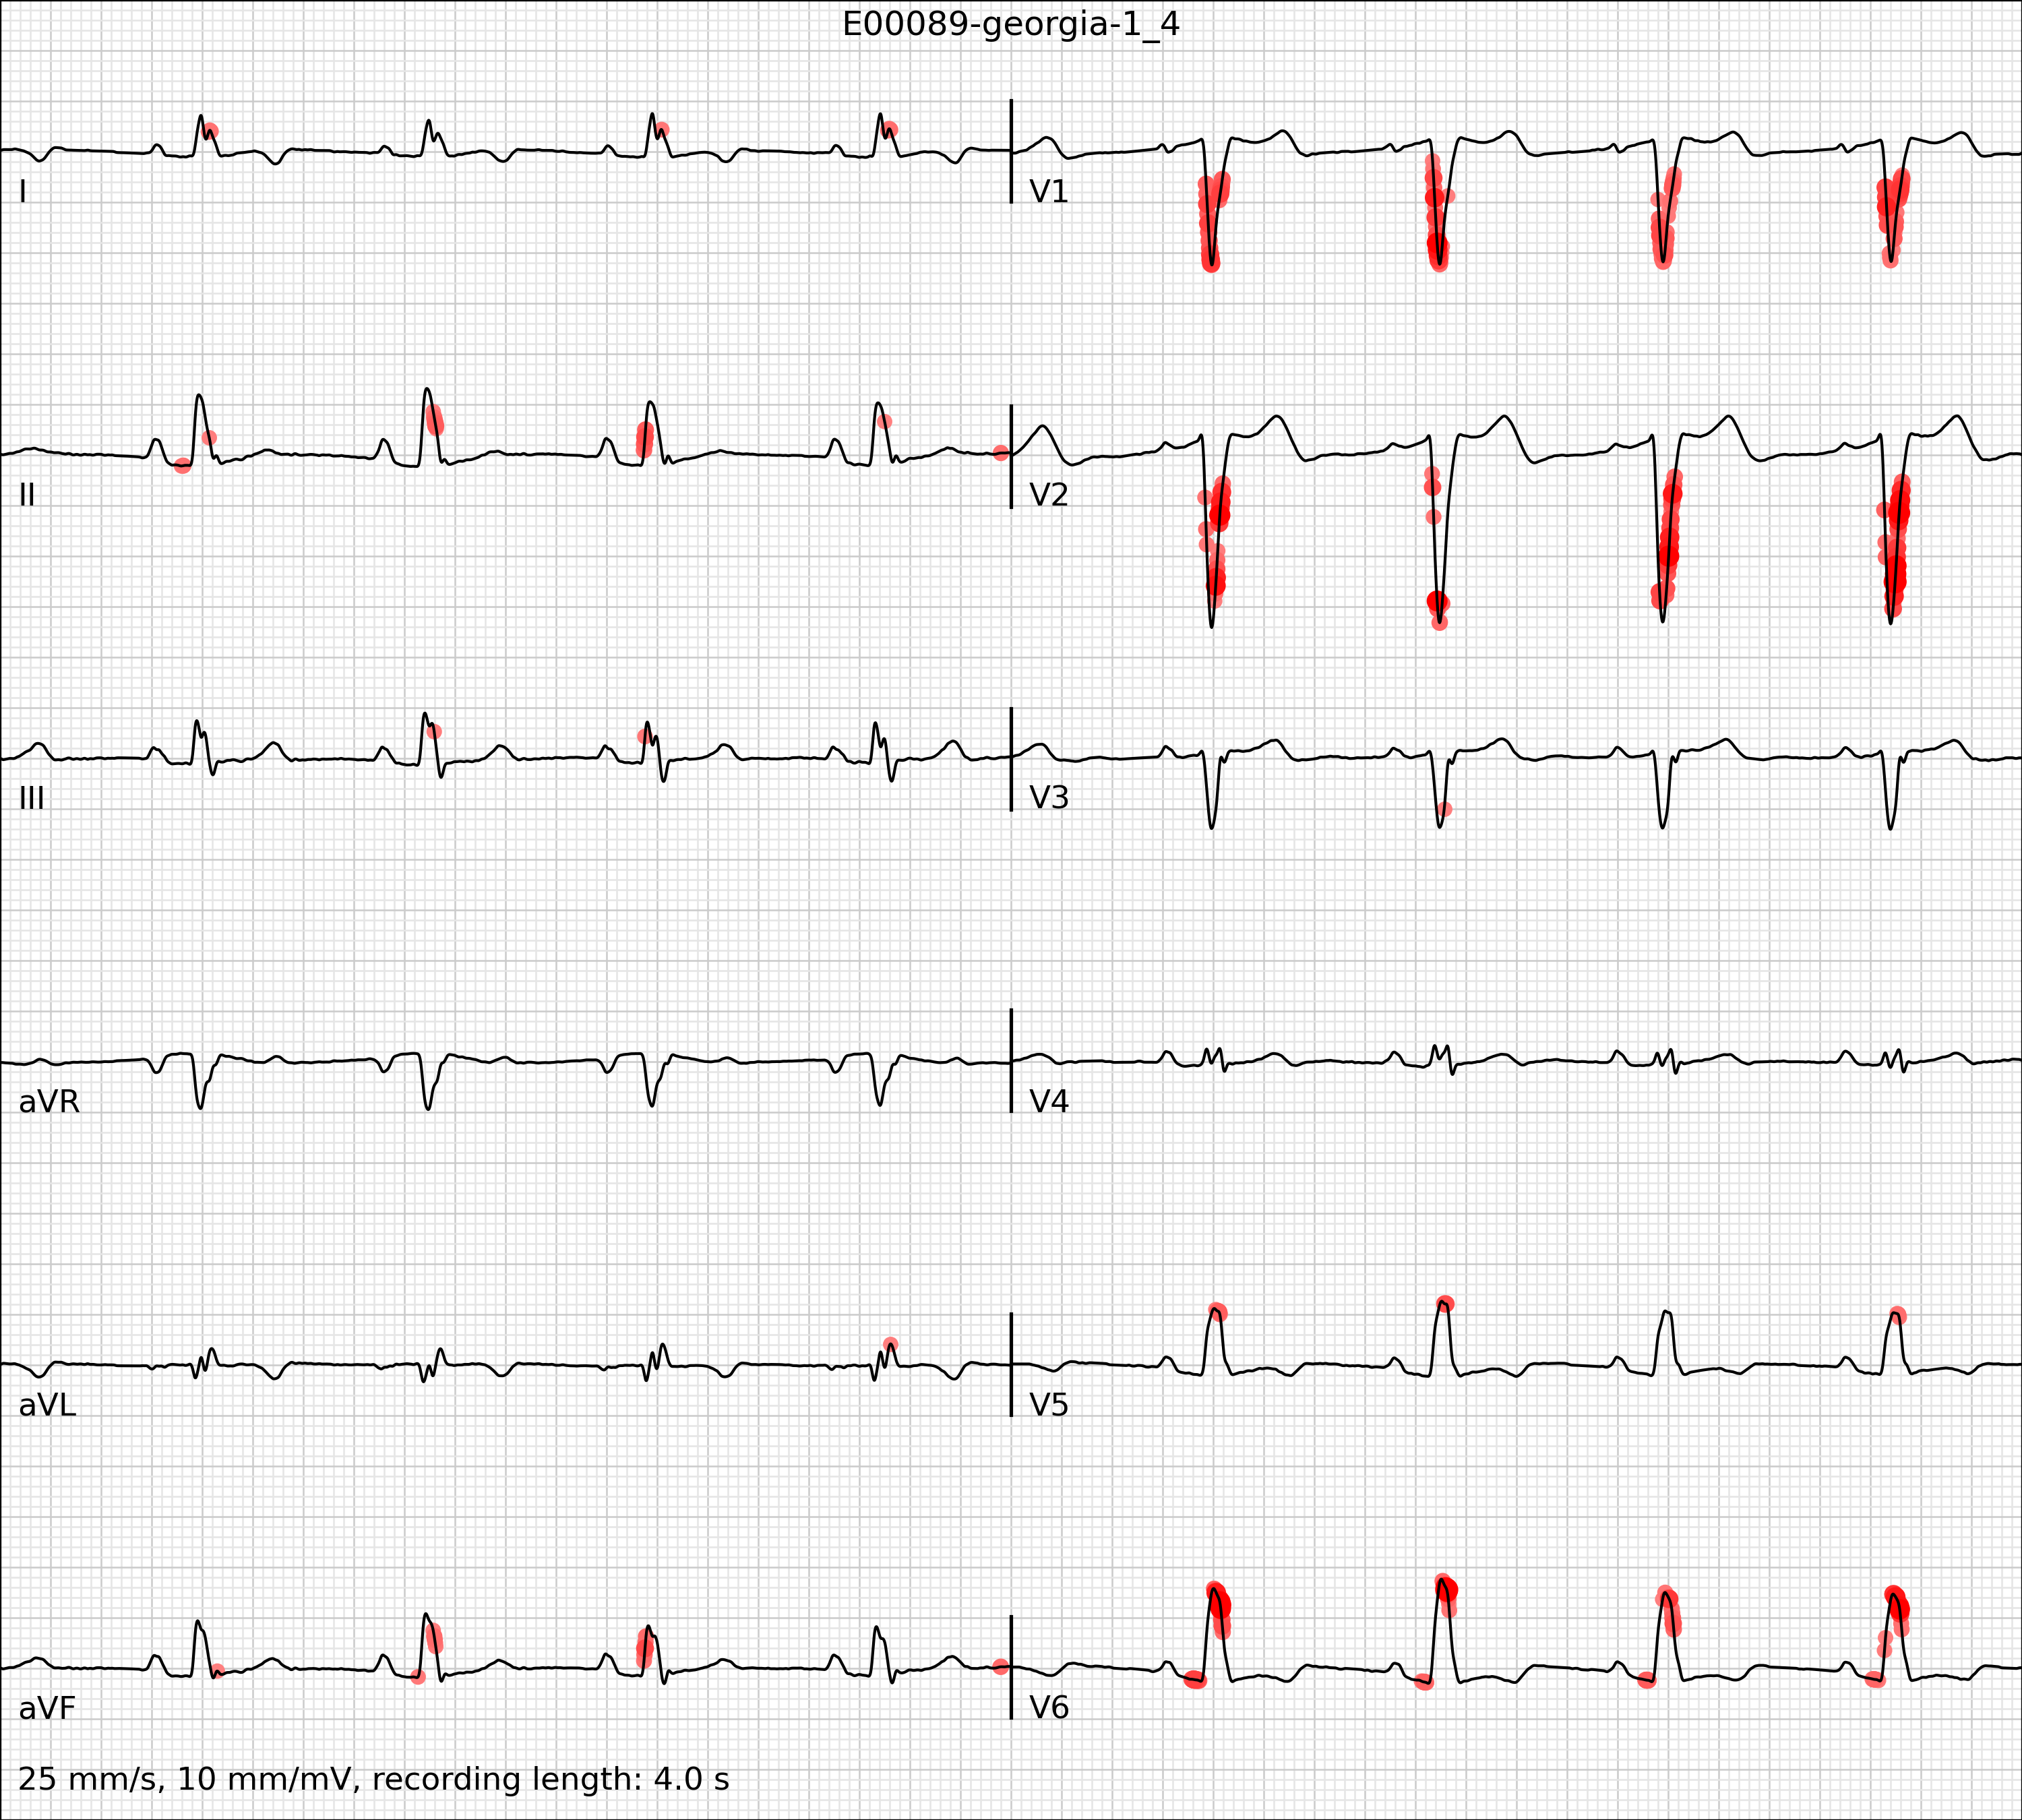 E00089-georgia-1_4
I
V1
II
V2
III
V3
aVR
V4
aVL
V5
aVF
V6
25 mm/s, 10 mm/mV, recording length: 4.0 s